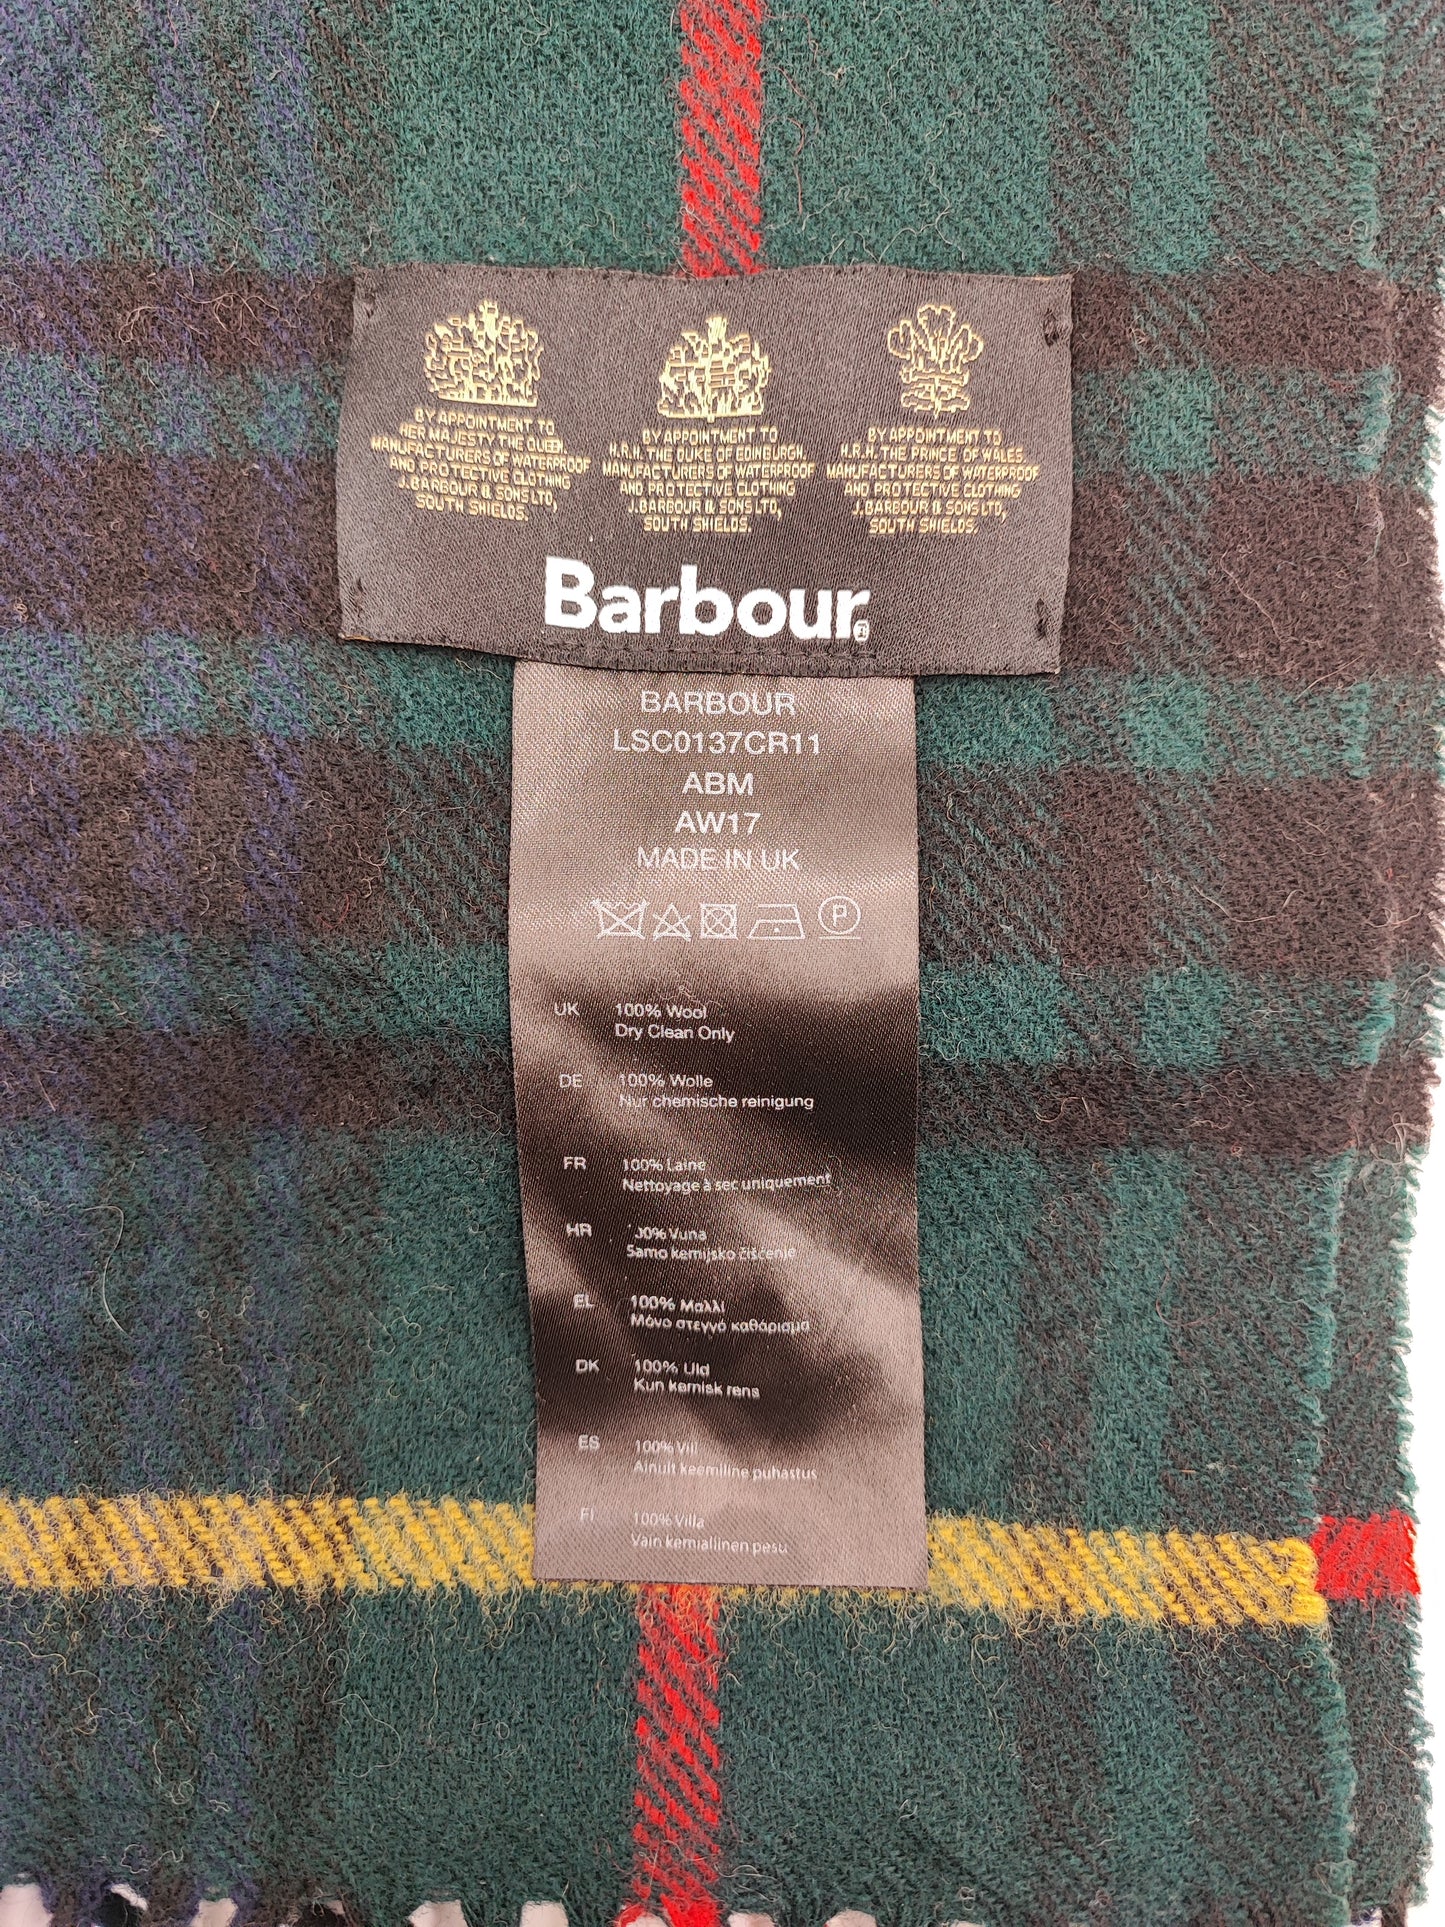 BY APPOINTMENT TO
HER MAJESTY THE QUEEN,
MANUFACTURERS OF WATERPROOF
AND PROTECTIVE CLOTHING
J. BARBOUR & SONS LTD,
SOUTH SHIELDS.
BY APPOINTMENT TO
H.R.H. THE DUKE OF EDINBURGH,
MANUFACTURERS OF WATERPROOF
AND PROTECTIVE CLOTHING
J. BARBOUR & SONS LTD,
SOUTH SHIELDS.
BY APPOINTMENT TO
H.R.H. THE PRINCE OF WALES,
MANUFACTURERS OF WATERPROOF
AND PROTECTIVE CLOTHING
J. BARBOUR & SONS LTD,
SOUTH SHIELDS.
Barbour®
BARBOUR
LSC0137CR11
ABM
AW17
MADE IN UK
P
UK 100% Wool
Dry Clean Only
DE 100% Wolle
Nur chemische reinigung
FR 100% Laine
Nettoyage à sec uniquement
HR 100% Vuna
Samo kemijsko čišćenje
EL 100% Μαλλί
Μόνο στεγνό καθάρισμα
DK 100% Uld
Kun kemisk rens
ES 100% Vill
Ainult keemiline puhastus
FI 100% Villa
Vain kemiallinen pesu